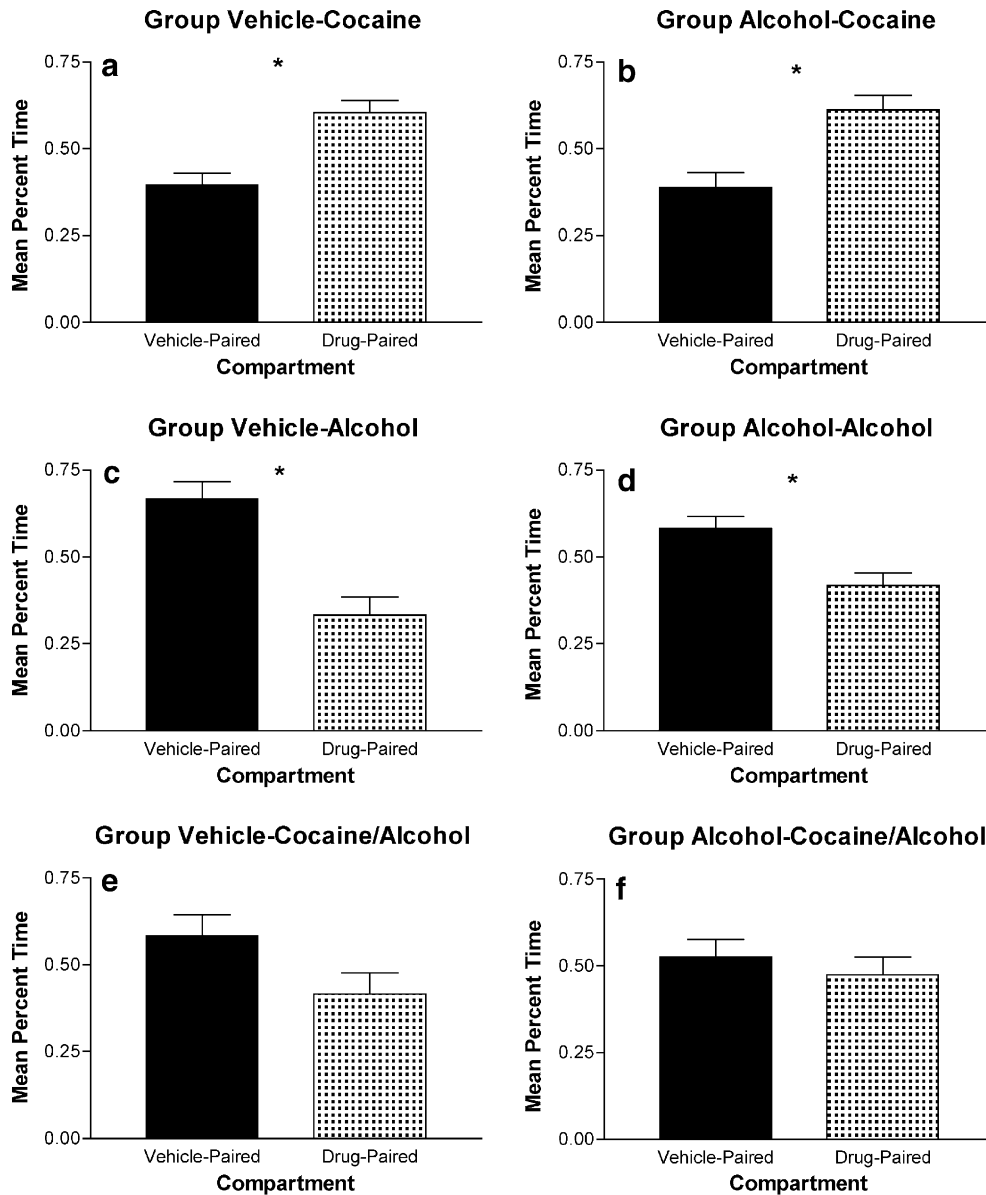 Group Vehicle-Cocaine
a
*
0.75
0.50
0.25
0.00
Mean Percent Time
Vehicle-Paired Drug-Paired
Compartment
Group Alcohol-Cocaine
b
*
0.75
0.50
0.25
0.00
Mean Percent Time
Vehicle-Paired Drug-Paired
Compartment
Group Vehicle-Alcohol
c
*
0.75
0.50
0.25
0.00
Mean Percent Time
Vehicle-Paired Drug-Paired
Compartment
Group Alcohol-Alcohol
d
*
0.75
0.50
0.25
0.00
Mean Percent Time
Vehicle-Paired Drug-Paired
Compartment
Group Vehicle-Cocaine/Alcohol
e
0.75
0.50
0.25
0.00
Mean Percent Time
Vehicle-Paired Drug-Paired
Compartment
Group Alcohol-Cocaine/Alcohol
f
0.75
0.50
0.25
0.00
Mean Percent Time
Vehicle-Paired Drug-Paired
Compartment